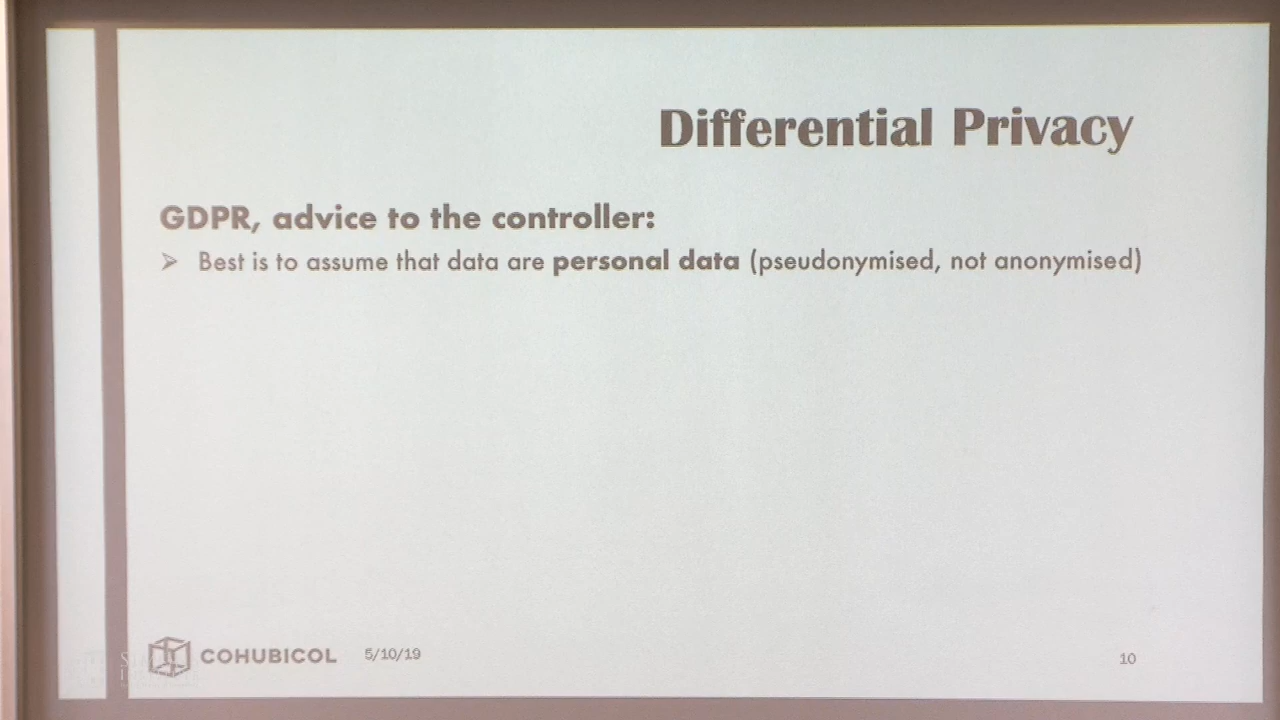 Differential Privacy
GDPR, advice to the controller:
➢ Best is to assume that data are personal data (pseudonymised, not anonymised)
COHUBICOL 5/10/19
10